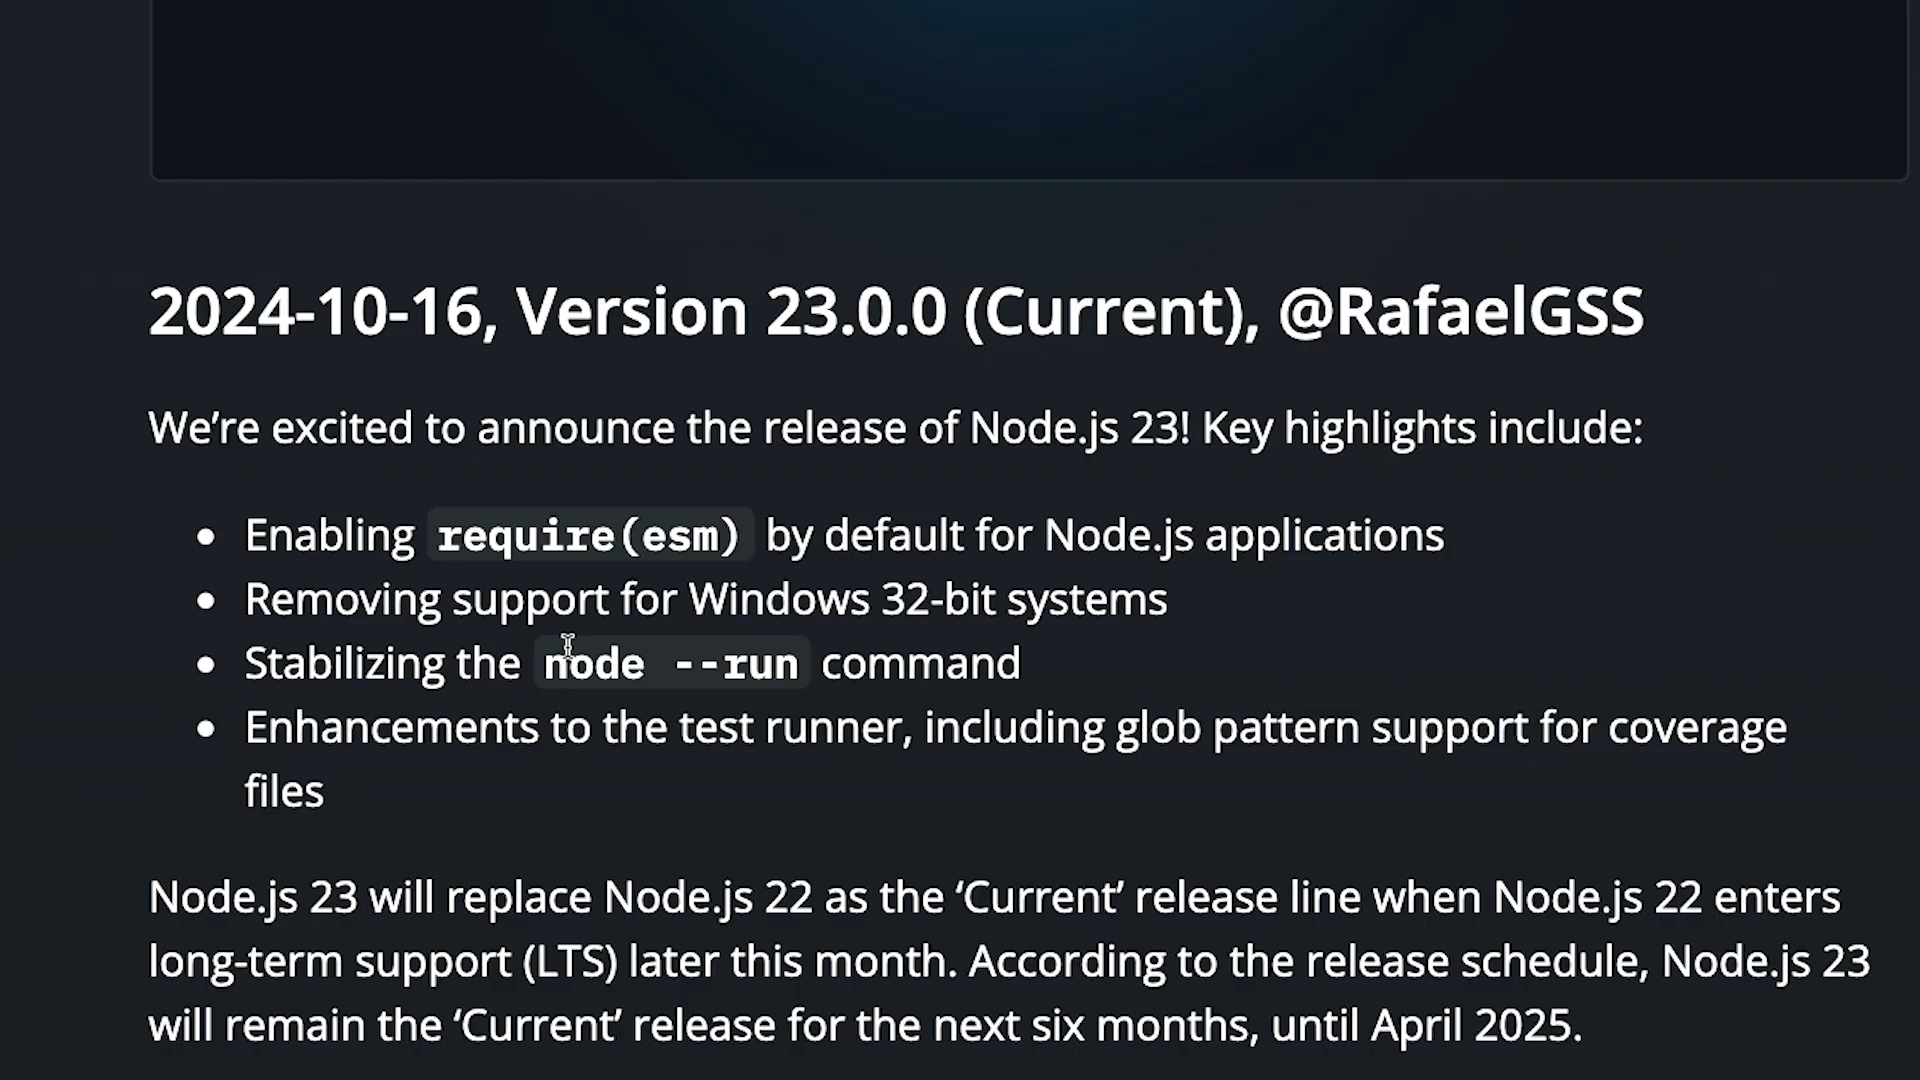 2024-10-16, Version 23.0.0 (Current), @RafaelGSS
We’re excited to announce the release of Node.js 23! Key highlights include:
• Enabling require(esm) by default for Node.js applications
• Removing support for Windows 32-bit systems
• Stabilizing the node --run command
• Enhancements to the test runner, including glob pattern support for coverage
files
Node.js 23 will replace Node.js 22 as the ‘Current’ release line when Node.js 22 enters
long-term support (LTS) later this month. According to the release schedule, Node.js 23
will remain the ‘Current’ release for the next six months, until April 2025.